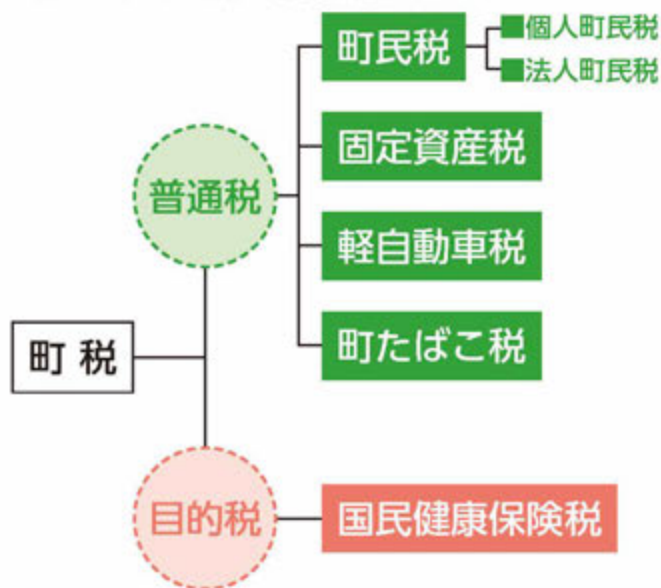 町民税
■個人町民税
■法人町民税
固定資産税
普通税
軽自動車税
町たばこ税
町税
目的税
国民健康保険税